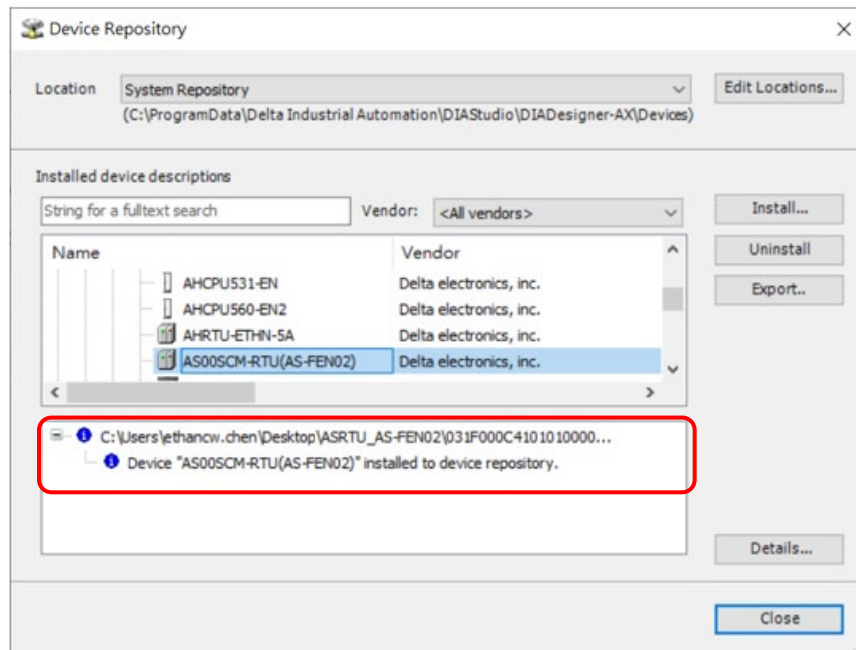 Device Repository
Location
System Repository
Edit Locations...
(C:\ProgramData\Delta Industrial Automation\DIAStudio\DIADesigner-AX\Devices)
Installed device descriptions
String for a fulltext search
Vendor:
<All vendors>
Install...
Name
Vendor
Uninstall
AHCPU531-EN
Delta electronics, inc.
AHCPU560-EN2
Delta electronics, inc.
Export..
AHRTU-ETHN-5A
Delta electronics, inc.
AS00SCM-RTU(AS-FEN02)
Delta electronics, inc.
C:\Users\ethancw.chen\Desktop\ASRTU_AS-FEN02\031F000C4101010000...
Device "AS00SCM-RTU(AS-FEN02)" installed to device repository.
Details...
Close